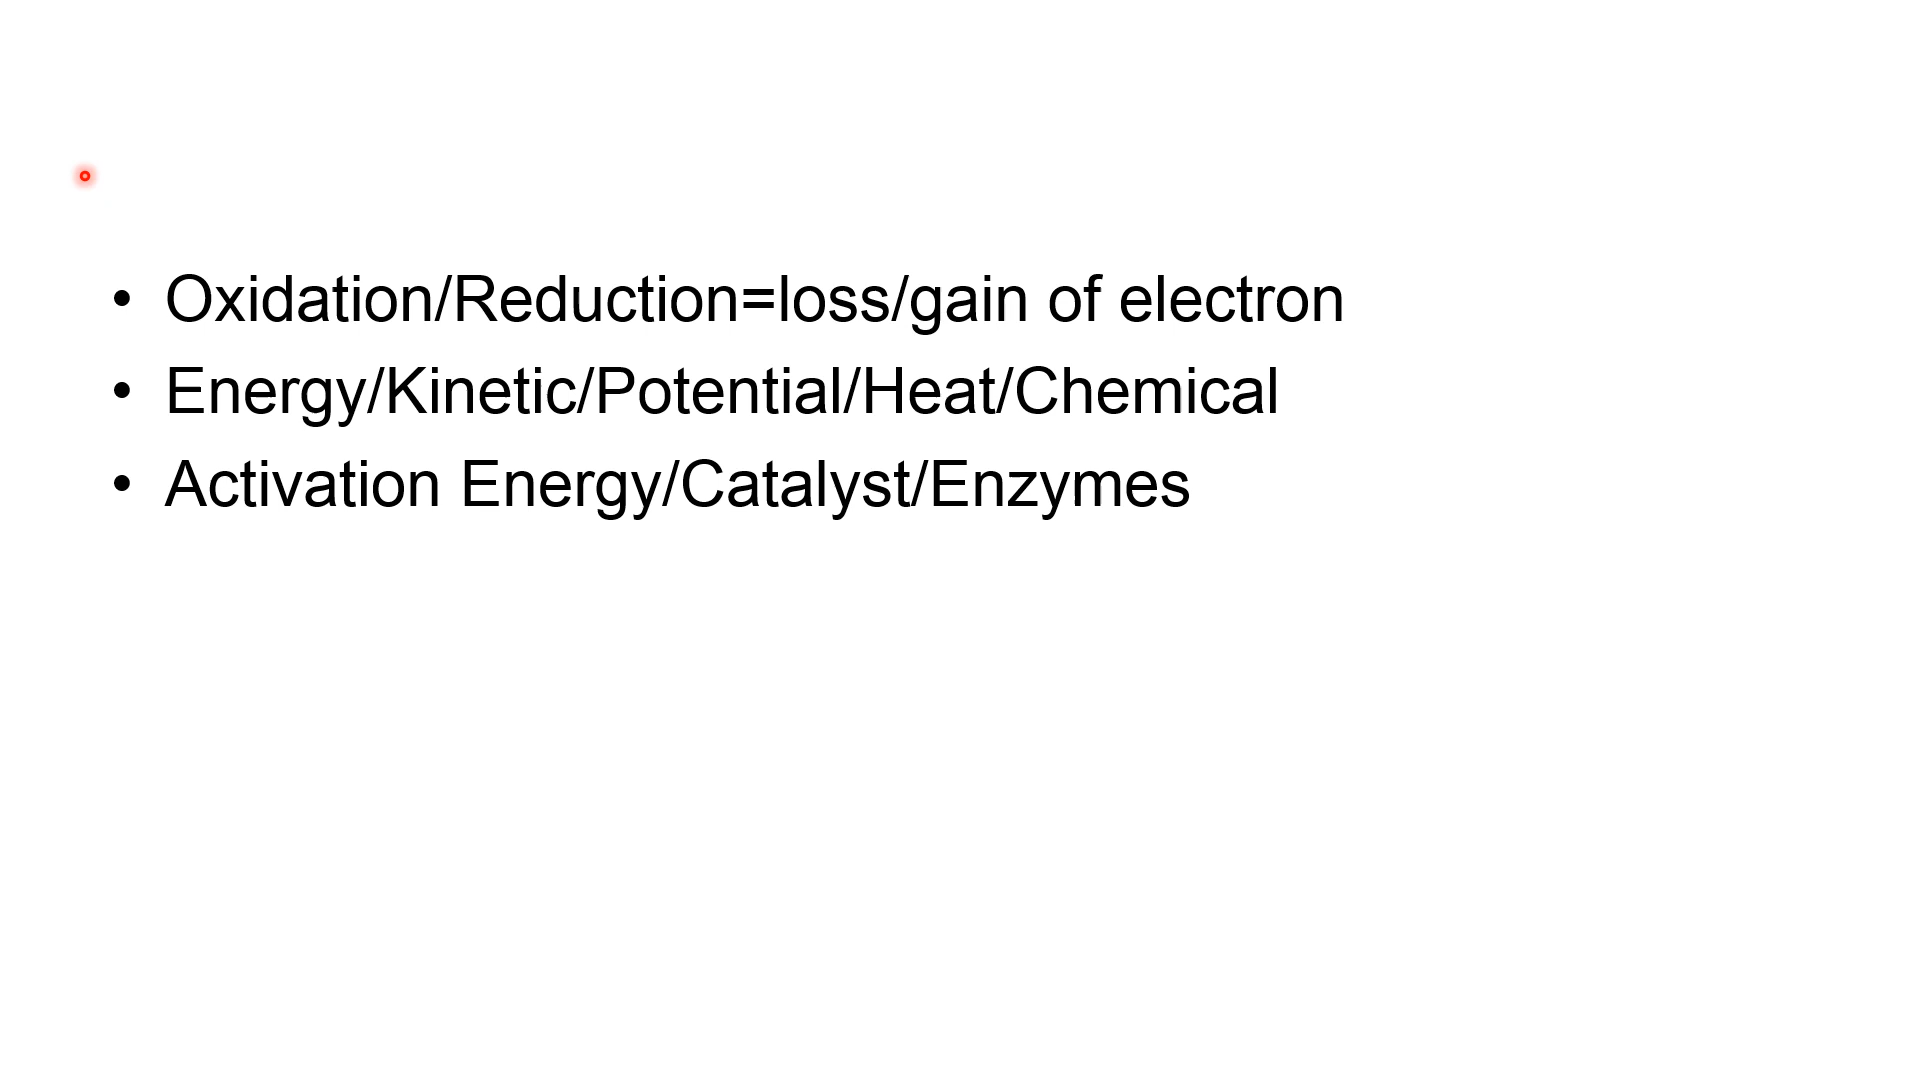 • Oxidation/Reduction=loss/gain of electron
• Energy/Kinetic/Potential/Heat/Chemical
• Activation Energy/Catalyst/Enzymes